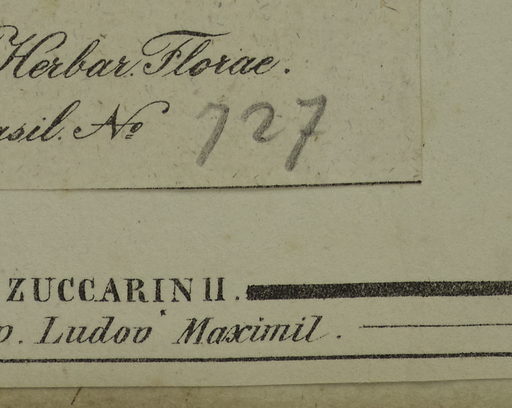 Herbar. Florae.
asil. Nº 727
ZUCCARINII.
p. Ludov. Maximil.